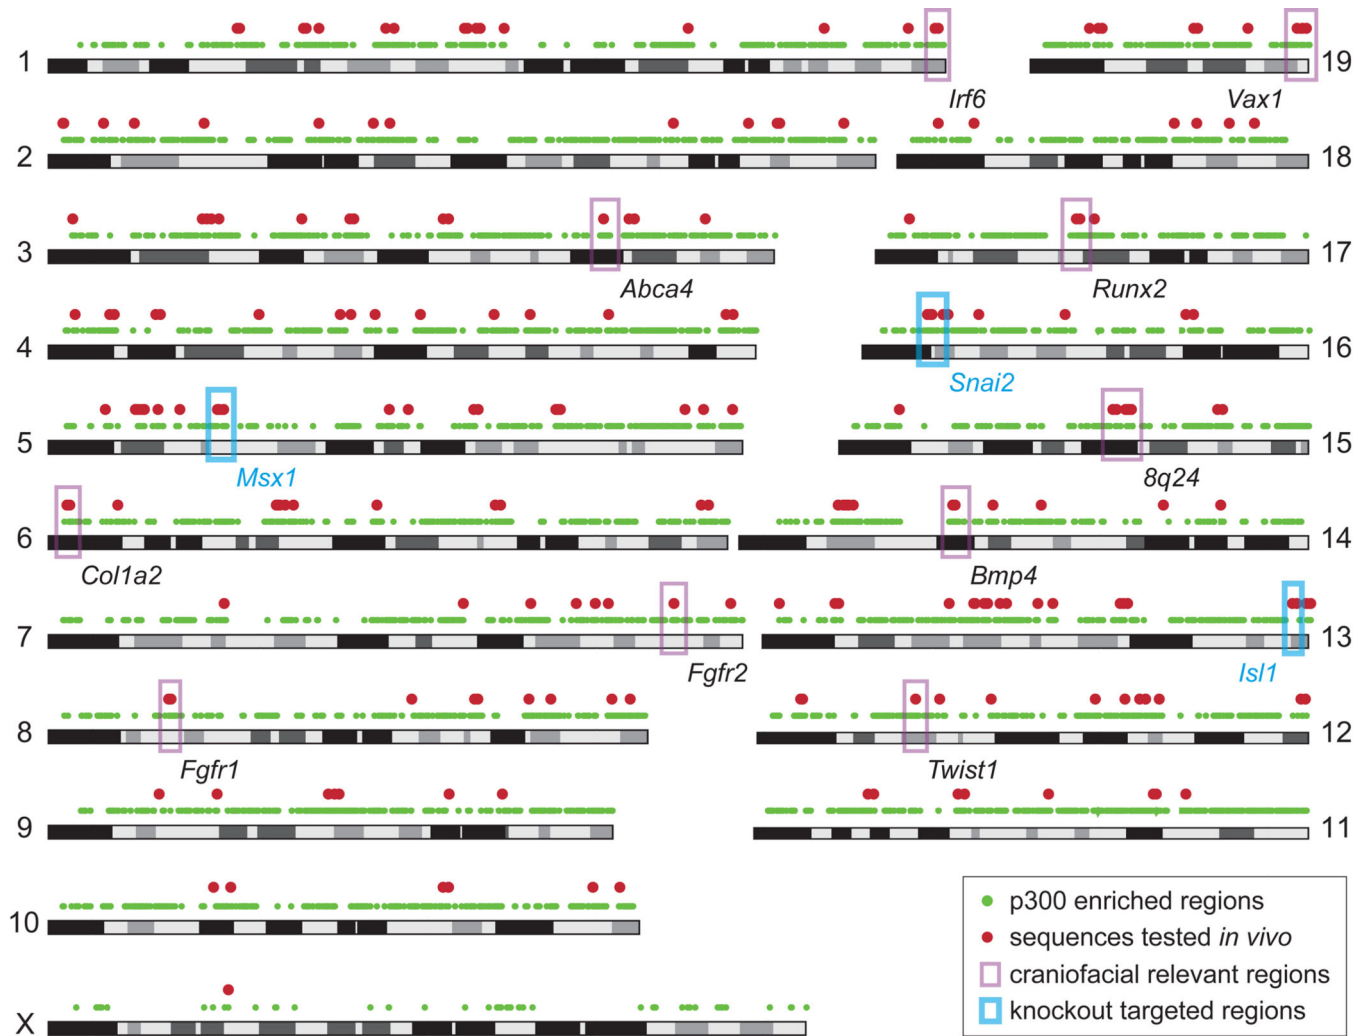 1
19
Irf6
Vax1
2
18
3
17
Abca4
Runx2
4
16
Snai2
5
15
Msx1
8q24
6
14
Col1a2
Bmp4
7
13
Fgfr2
Isl1
8
12
Fgfr1
Twist1
9
11
10
X
p300 enriched regions
sequences tested in vivo
craniofacial relevant regions
knockout targeted regions